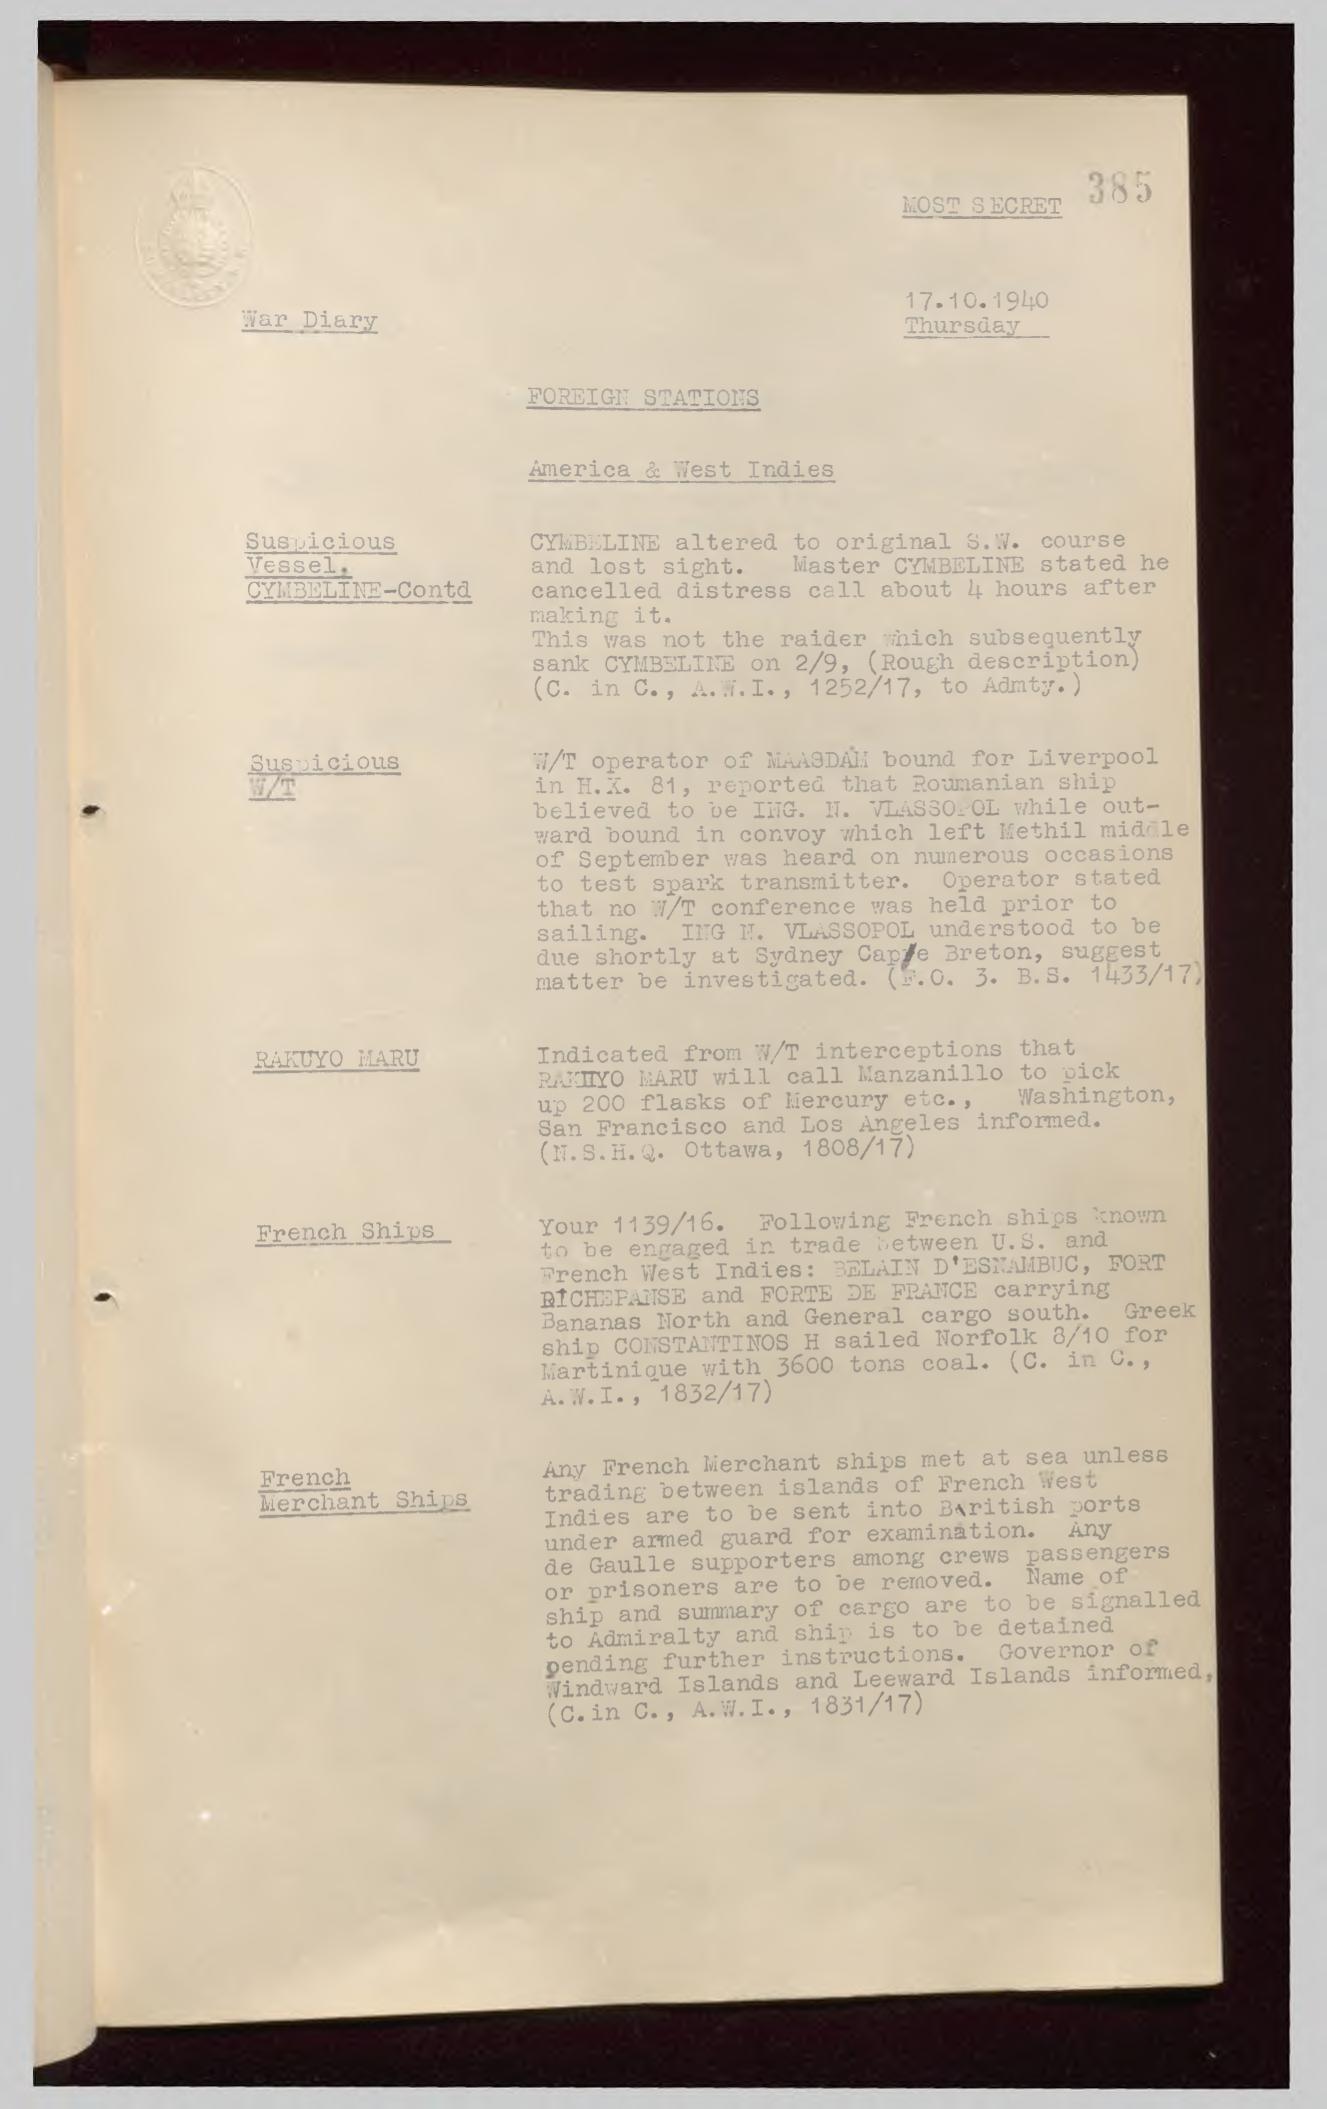 MOST SECRET 385
17.10.1940
War Diary
Thursday
FOREIGN STATIONS
America & West Indies
Suspicious
Vessel.
CYMBELINE-Contd
CYMBELINE altered to original S.W. course
and lost sight. Master CYMBELINE stated he
cancelled distress call about 4 hours after
making it.
This was not the raider which subsequently
sank CYMBELINE on 2/9, (Rough description)
(C. in C., A.W.I., 1252/17, to Admty.)
Suspicious
W/T
W/T operator of MAASDAM bound for Liverpool
in H.X. 81, reported that Roumanian ship
believed to be ING. N. VLASSOPOL while out-
ward bound in convoy which left Methil middle
of September was heard on numerous occasions
to test spark transmitter. Operator stated
that no W/T conference was held prior to
sailing. ING N. VLASSOPOL understood to be
due shortly at Sydney Cape Breton, suggest
matter be investigated. (F.O. 3. B.S. 1433/17)
RAKUYO MARU
Indicated from W/T interceptions that
RAKUYO MARU will call Manzanillo to pick
up 200 flasks of Mercury etc., Washington,
San Francisco and Los Angeles informed.
(N.S.H.Q. Ottawa, 1808/17)
French Ships
Your 1139/16. Following French ships known
to be engaged in trade between U.S. and
French West Indies: BELAIN D'ESNAMBUC, FORT
RICHEPANSE and FORTE DE FRANCE carrying
Bananas North and General cargo south. Greek
ship CONSTANTINOS H sailed Norfolk 8/10 for
Martinique with 3600 tons coal. (C. in C.,
A.W.I., 1832/17)
French
Merchant Ships
Any French Merchant ships met at sea unless
trading between islands of French West
Indies are to be sent into British ports
under armed guard for examination. Any
de Gaulle supporters among crews passengers
or prisoners are to be removed. Name of
ship and summary of cargo are to be signalled
to Admiralty and ship is to be detained
pending further instructions. Governor of
Windward Islands and Leeward Islands informed,
(C.in C., A.W.I., 1831/17)